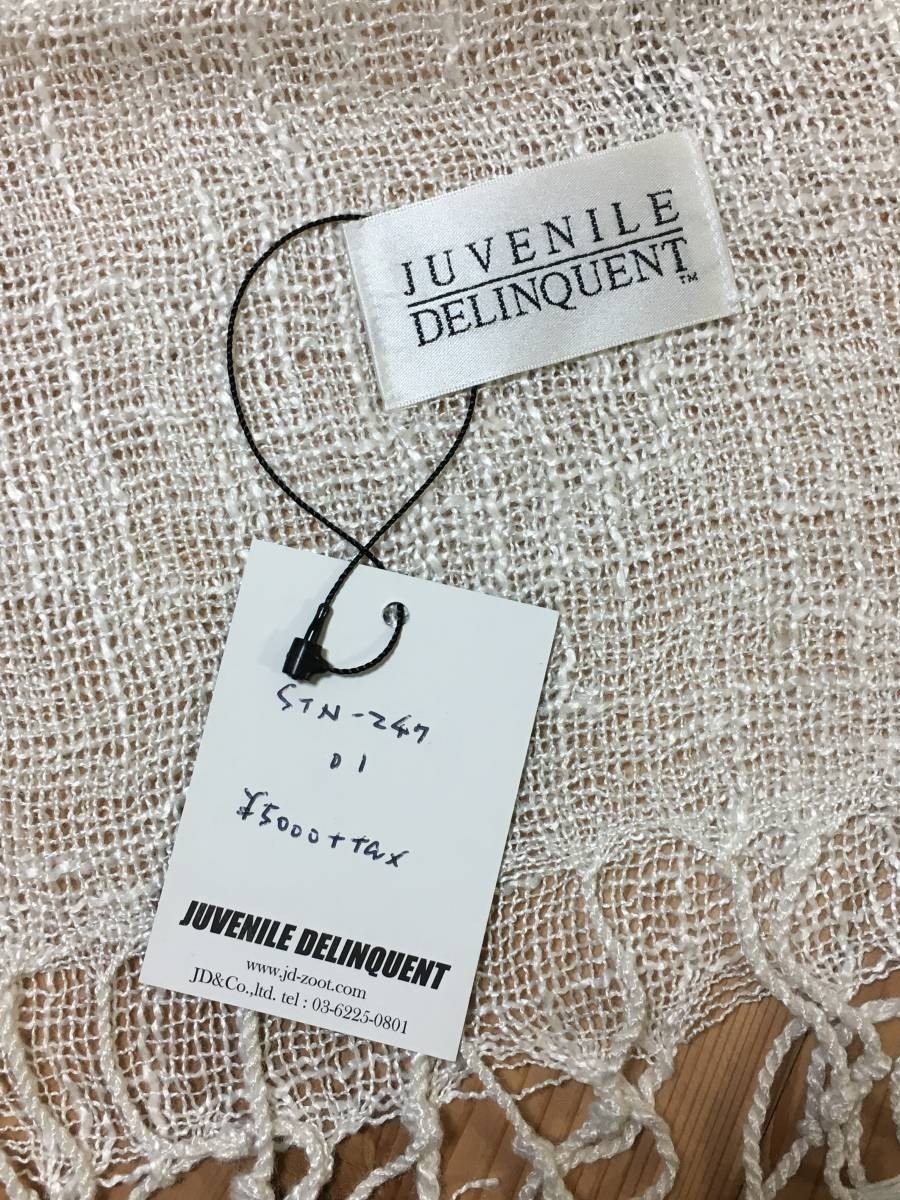 JUVENILE
DELINQUENT™
STN-247
01
¥5000+tax
JUVENILE DELINQUENT
www.jd-zoot.com
JD&Co.,ltd. tel : 03-6225-0801